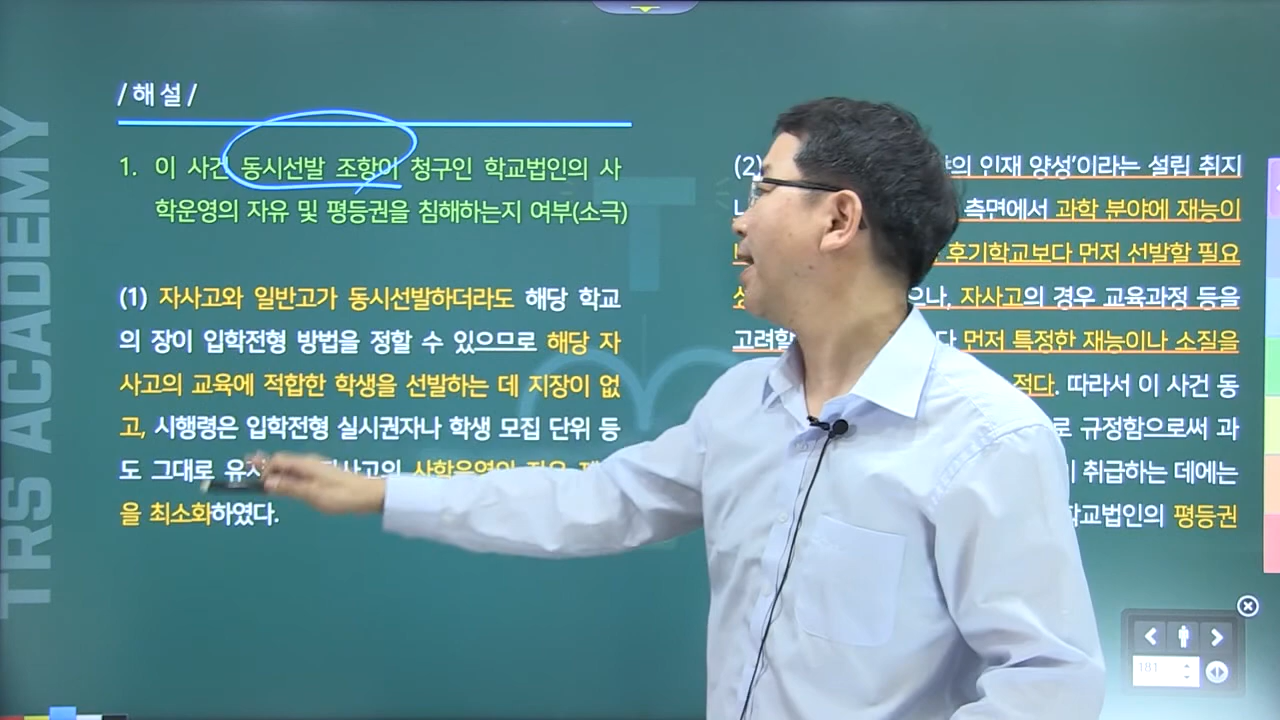 TRS ACADEMY
/ 해 설 /
1. 이 사건 동시선발 조항이 청구인 학교법인의 사
학운영의 자유 및 평등권을 침해하는지 여부(소극)
(1) 자사고와 일반고가 동시선발하더라도 해당 학교
의 장이 입학전형 방법을 정할 수 있으므로 해당 자
사고의 교육에 적합한 학생을 선발하는 데 지장이 없
고, 시행령은 입학전형 실시권자나 학생 모집 단위 등
도 그대로
을 최소화하였다.
(2)
의 인재 양성'이라는 설립 취지
측면에서 과학 분야에 재능이
후기학교보다 먼저 선발할 필요
자사고의 경우 교육과정 등을
고려할 먼저 특정한 재능이나 소질을
적다. 따라서 이 사건 동
로 규정함으로써 과
취급하는 데에는
학교법인의 평등권
181